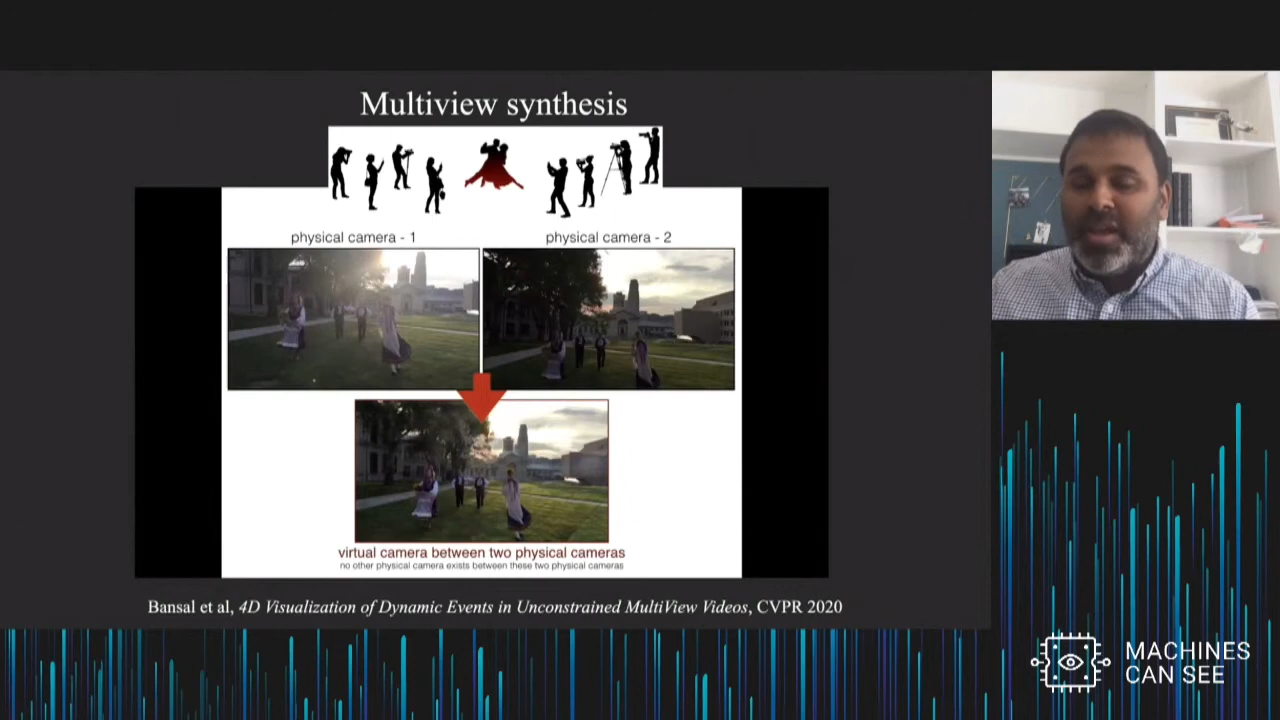 Multiview synthesis
physical camera - 1
physical camera - 2
virtual camera between two physical cameras
no other physical camera exists between these two physical cameras
Bansal et al, 4D Visualization of Dynamic Events in Unconstrained MultiView Videos, CVPR 2020
MACHINES
CAN SEE